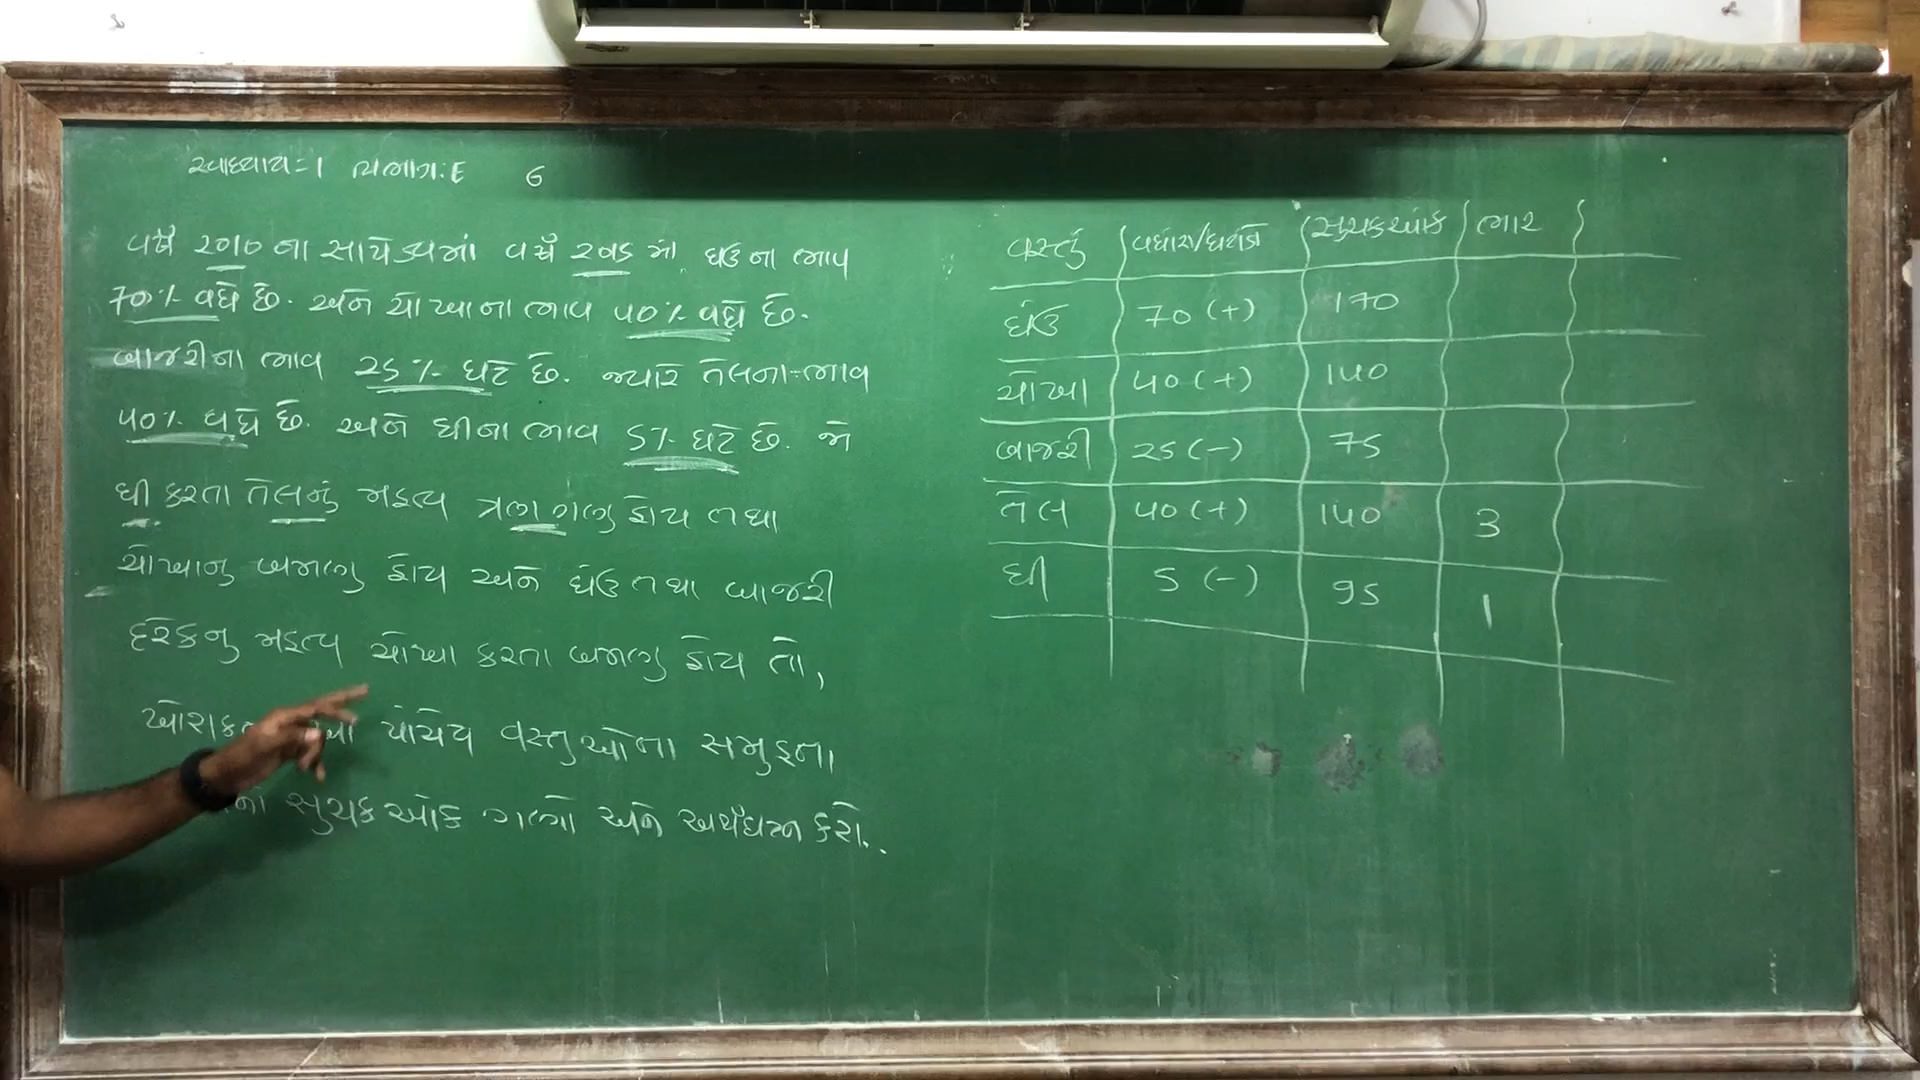 સ્વાધ્યાય=1 વિભાગ:E 6
વર્ષ 2010 ના સાપેક્ષમાં વર્ષ 2013 માં ઘઉંના ભાવ
70% વધે છે. અને ચોખાના ભાવ 40% વધે છે.
બાજરીના ભાવ 25% ઘટે છે. જ્યારે તેલના ભાવ
40% વધે છે. અને ઘીના ભાવ 5% ઘટે છે. જો
ઘી કરતા તેલનું મહત્વ ત્રણ ગણુ હોય તથા
ચોખાનુ બમણુ હોય અને ઘંઉ તથા બાજરી
દરેકનુ મહત્વ ચોખા કરતા બમણુ હોય તો,
પાંચેય વસ્તુઓના સમુહના
સુચક આંક ગણો અને અર્થઘટન કરો.
વસ્તું વધારો/ઘટાડો સુચકઆંક ભાર
ઘંઉ 70 (+) 170
ચોખા 40 (+) 140
બાજરી 25 (-) 75
તેલ 40 (+) 140 3
ઘી 5 (-) 95 1